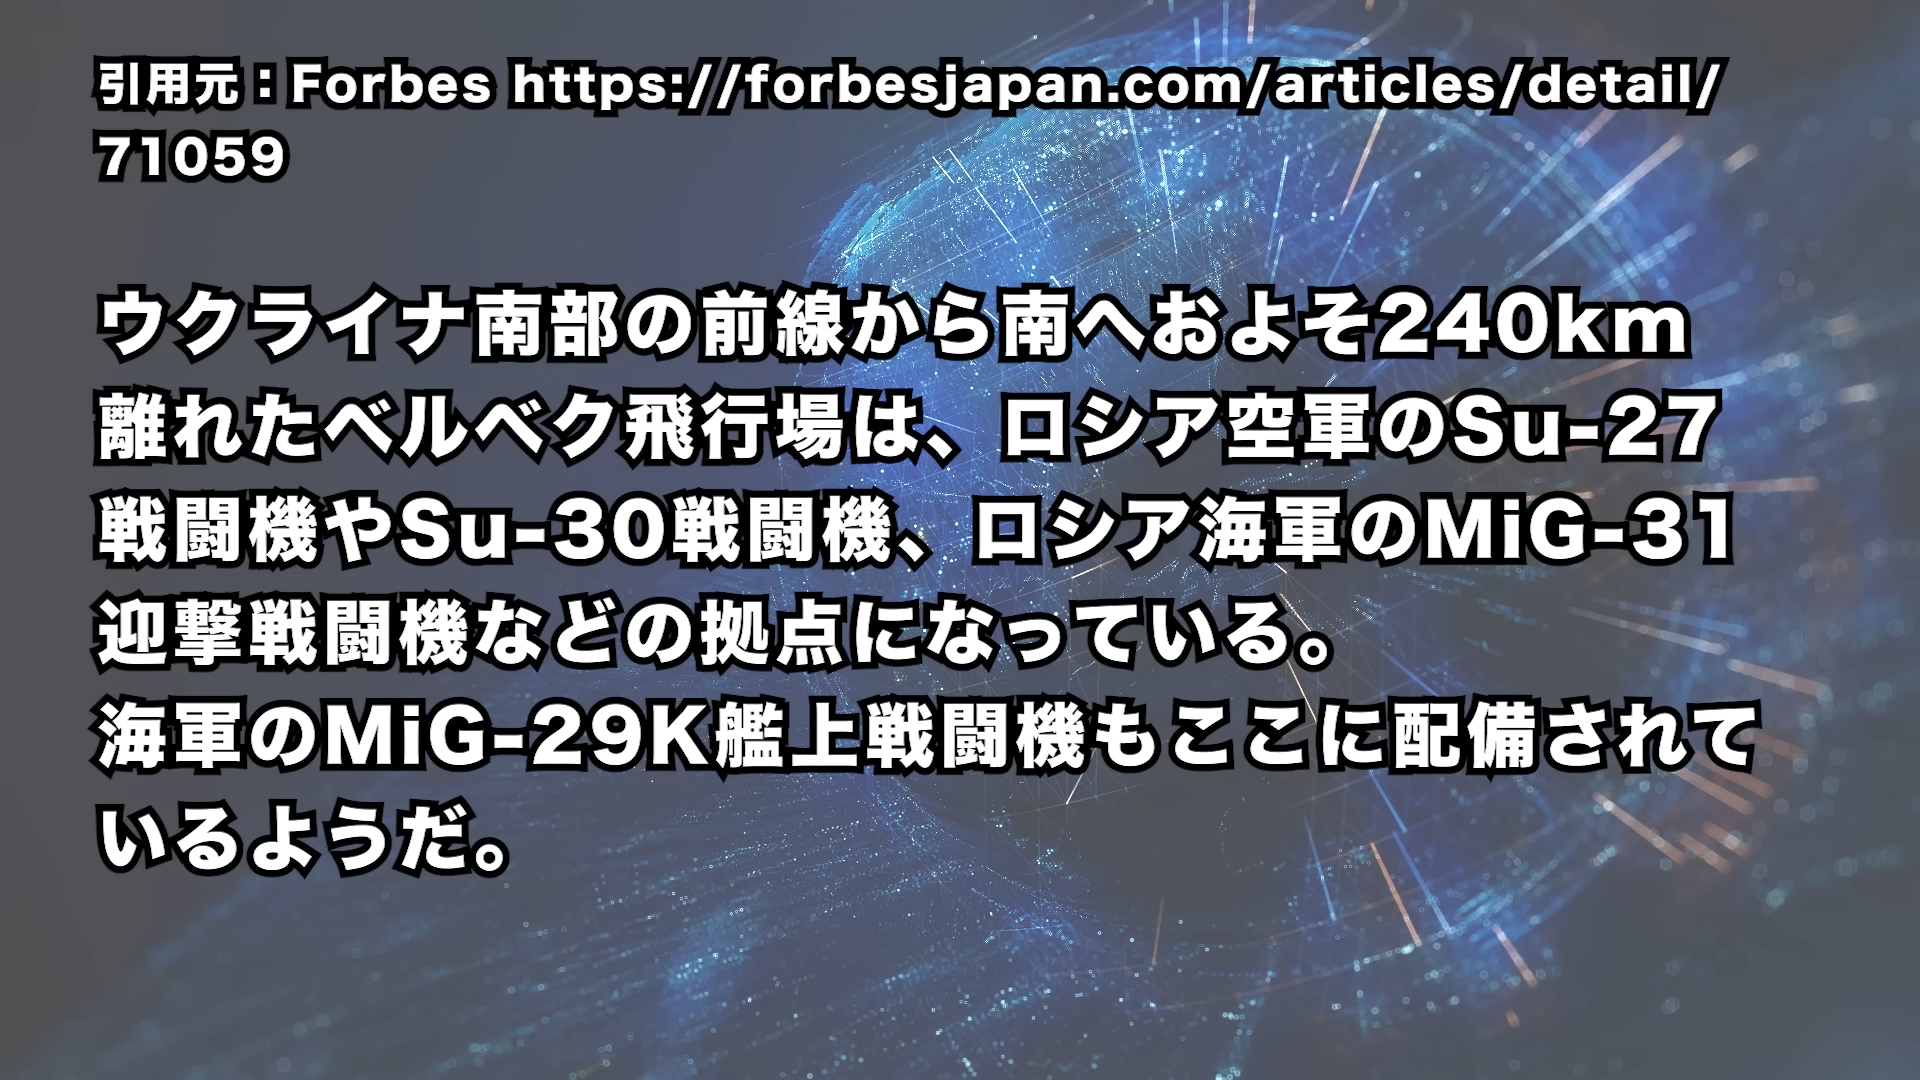 引用元：Forbes https://forbesjapan.com/articles/detail/
71059
ウクライナ南部の前線から南へおよそ240km
離れたベルベク飛行場は、ロシア空軍のSu-27
戦闘機やSu-30戦闘機、ロシア海軍のMiG-31
迎撃戦闘機などの拠点になっている。
海軍のMiG-29K艦上戦闘機もここに配備されて
いるようだ。